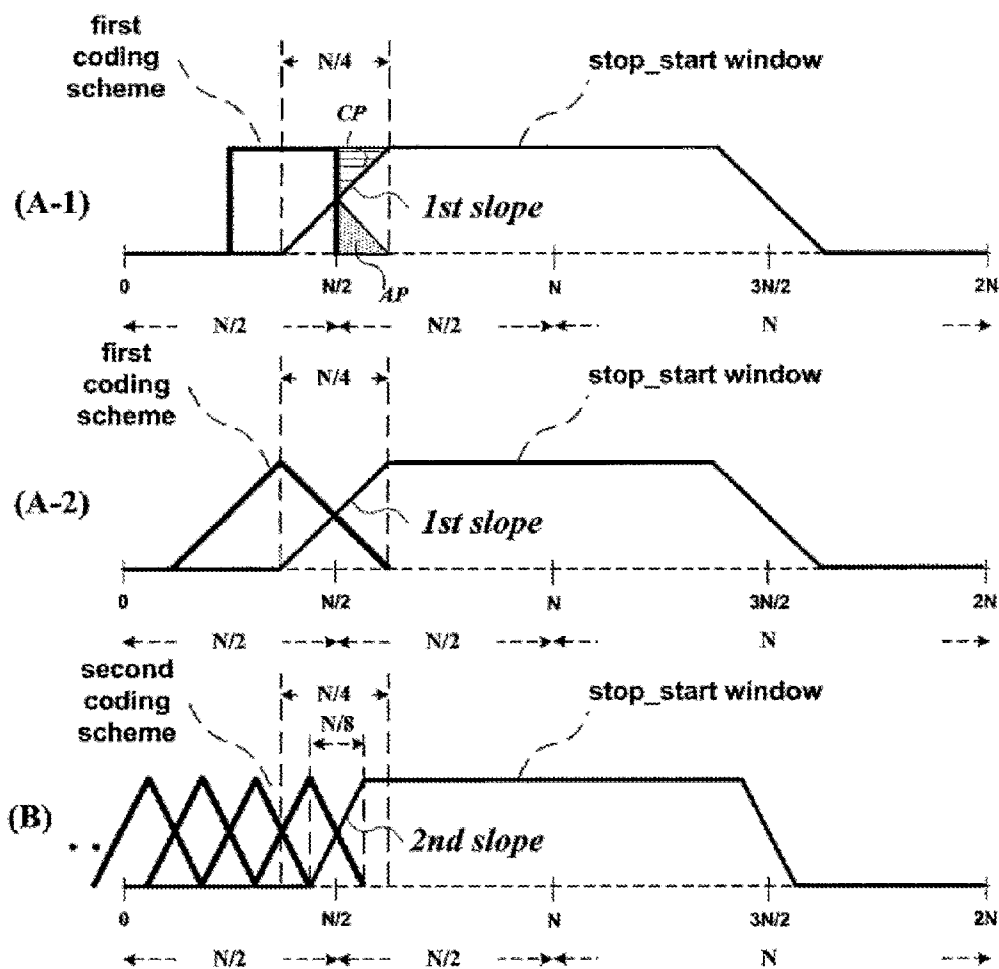 first
coding
scheme
N/4
stop_start window
CP
(A-1)
1st slope
0
N/2
AP
N
3N/2
2N
N/2
N/2
N
first
coding
scheme
N/4
stop_start window
(A-2)
1st slope
0
N/2
N
3N/2
2N
N/2
N/2
N
second
coding
scheme
N/4
stop_start window
N/8
(B)
2nd slope
0
N/2
N
3N/2
2N
N/2
N/2
N